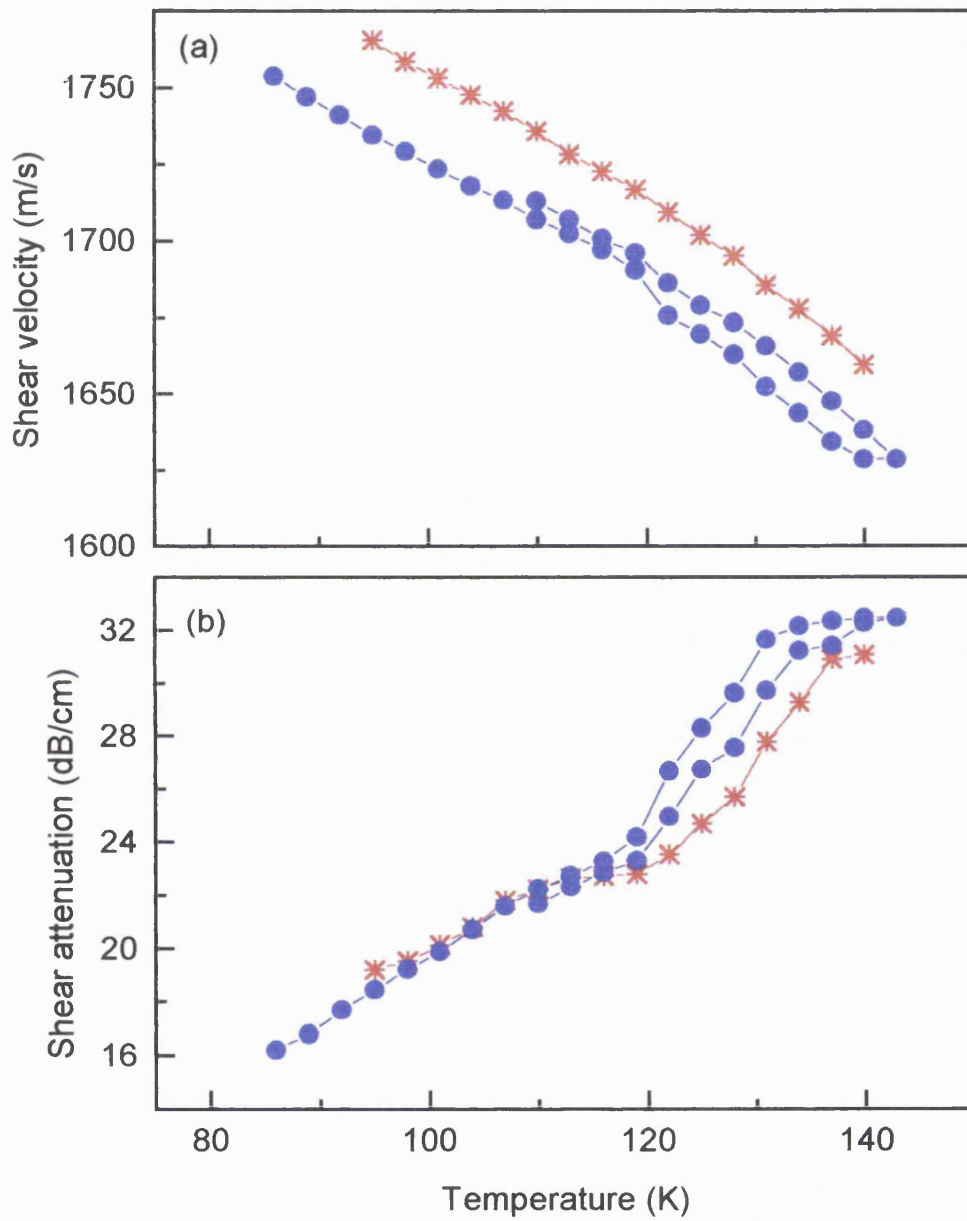 (a)
1750
1700
1650
1600
Shear velocity (m/s)
(b)
32
28
24
20
16
Shear attenuation (dB/cm)
80 100 120 140
Temperature (K)